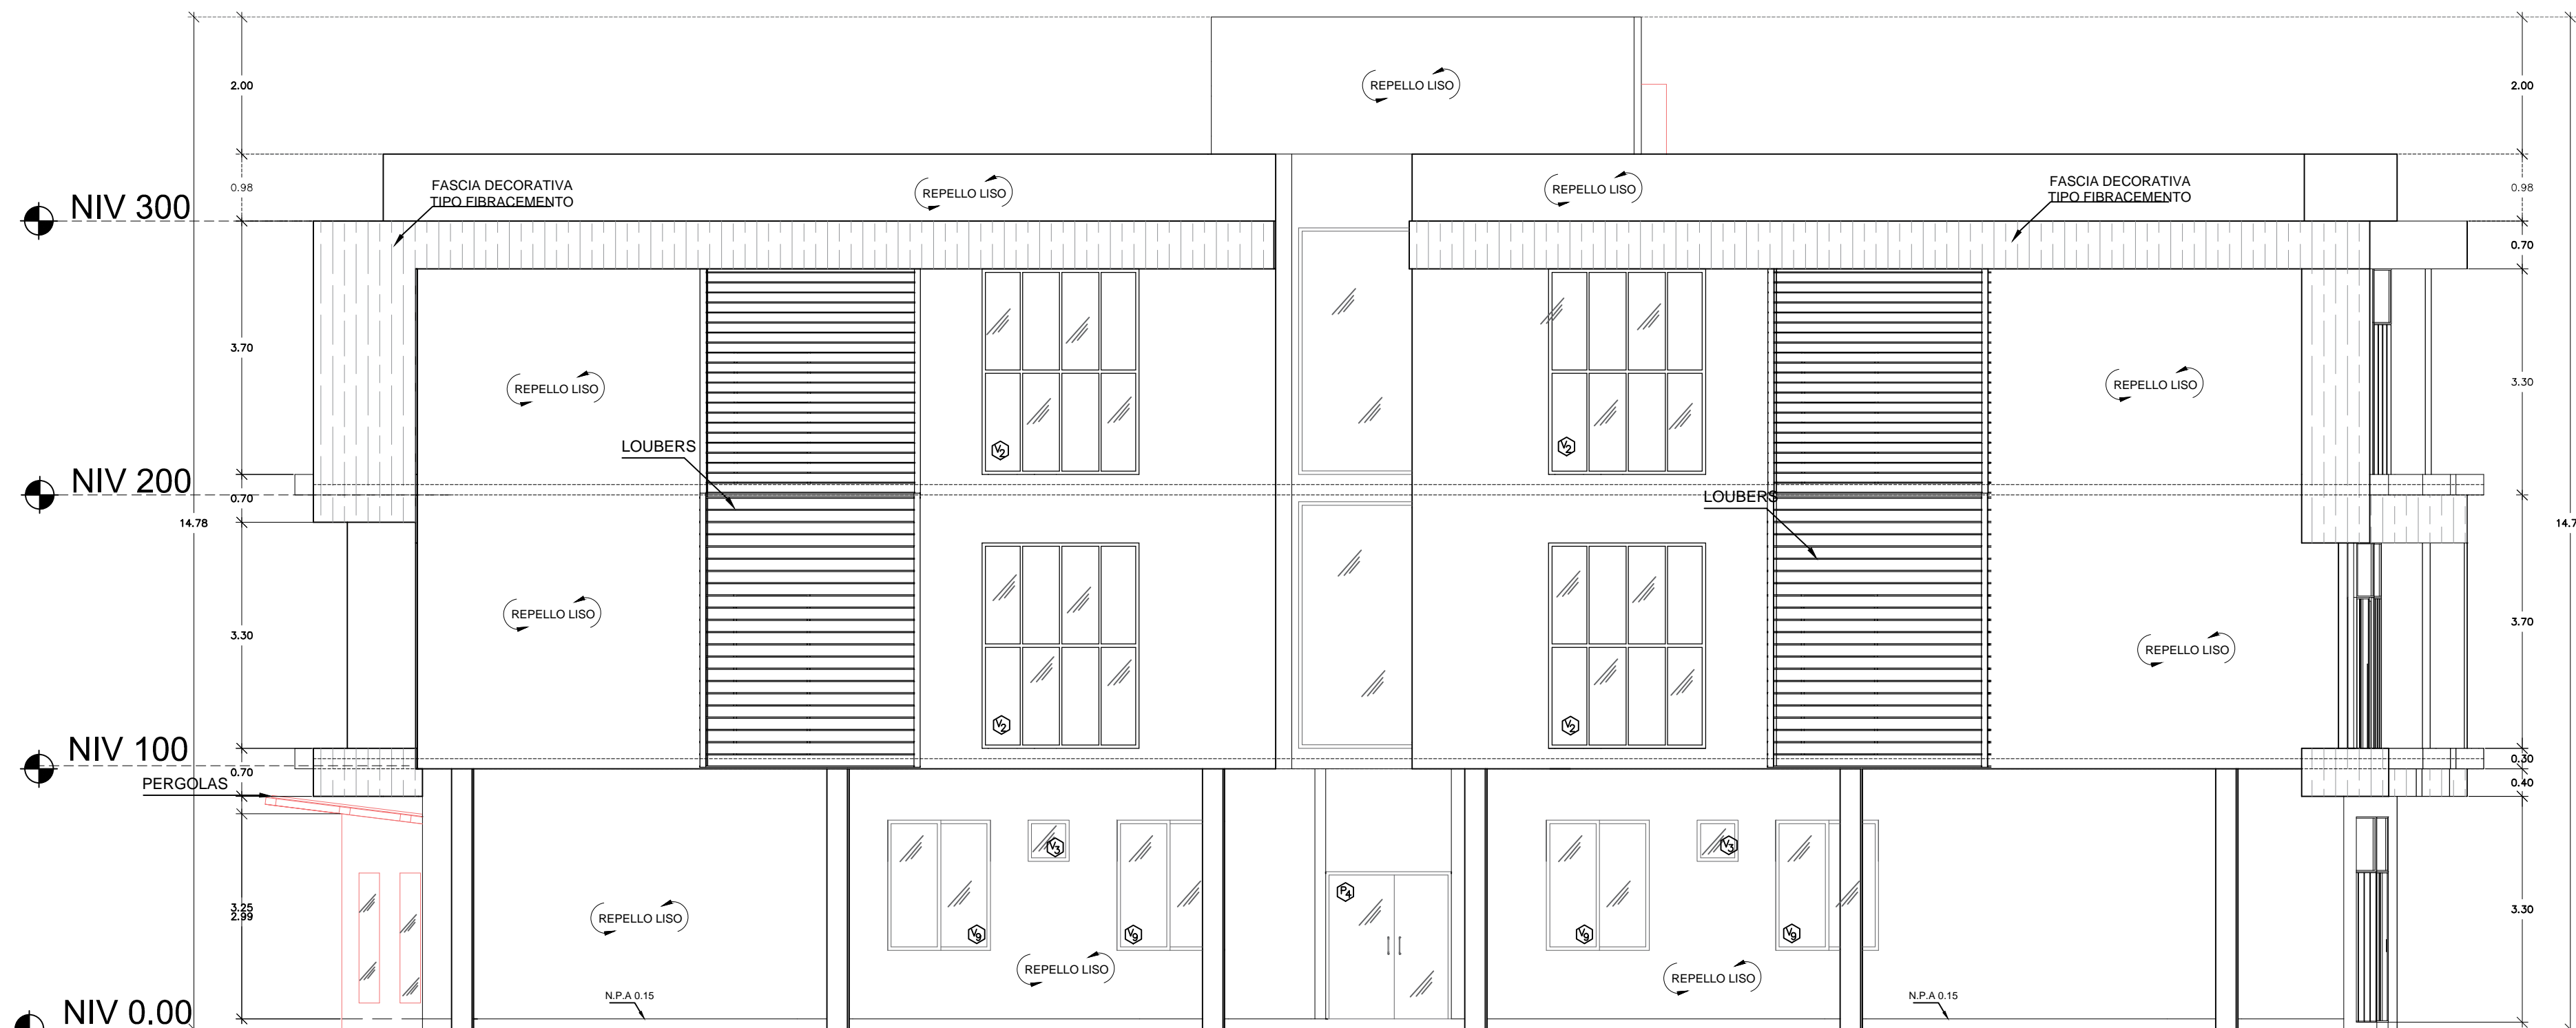 REPELLO LISO
2.00
2.00
FASCIA DECORATIVA
TIPO FIBRACEMENTO
REPELLO LISO
REPELLO LISO
FASCIA DECORATIVA
TIPO FIBRACEMENTO
0.98
0.98
NIV 300
0.70
3.70
REPELLO LISO
REPELLO LISO
3.30
LOUBERS
V2
V2
NIV 200
0.70
LOUBERS
14.78
14.7
REPELLO LISO
3.30
REPELLO LISO
3.70
V2
V2
NIV 100
0.70
0.30
PERGOLAS
0.40
V3
V3
P4
3.25
2.99
REPELLO LISO
3.30
V9
V9
V9
V9
REPELLO LISO
REPELLO LISO
N.P.A 0.15
N.P.A 0.15
NIV 0.00